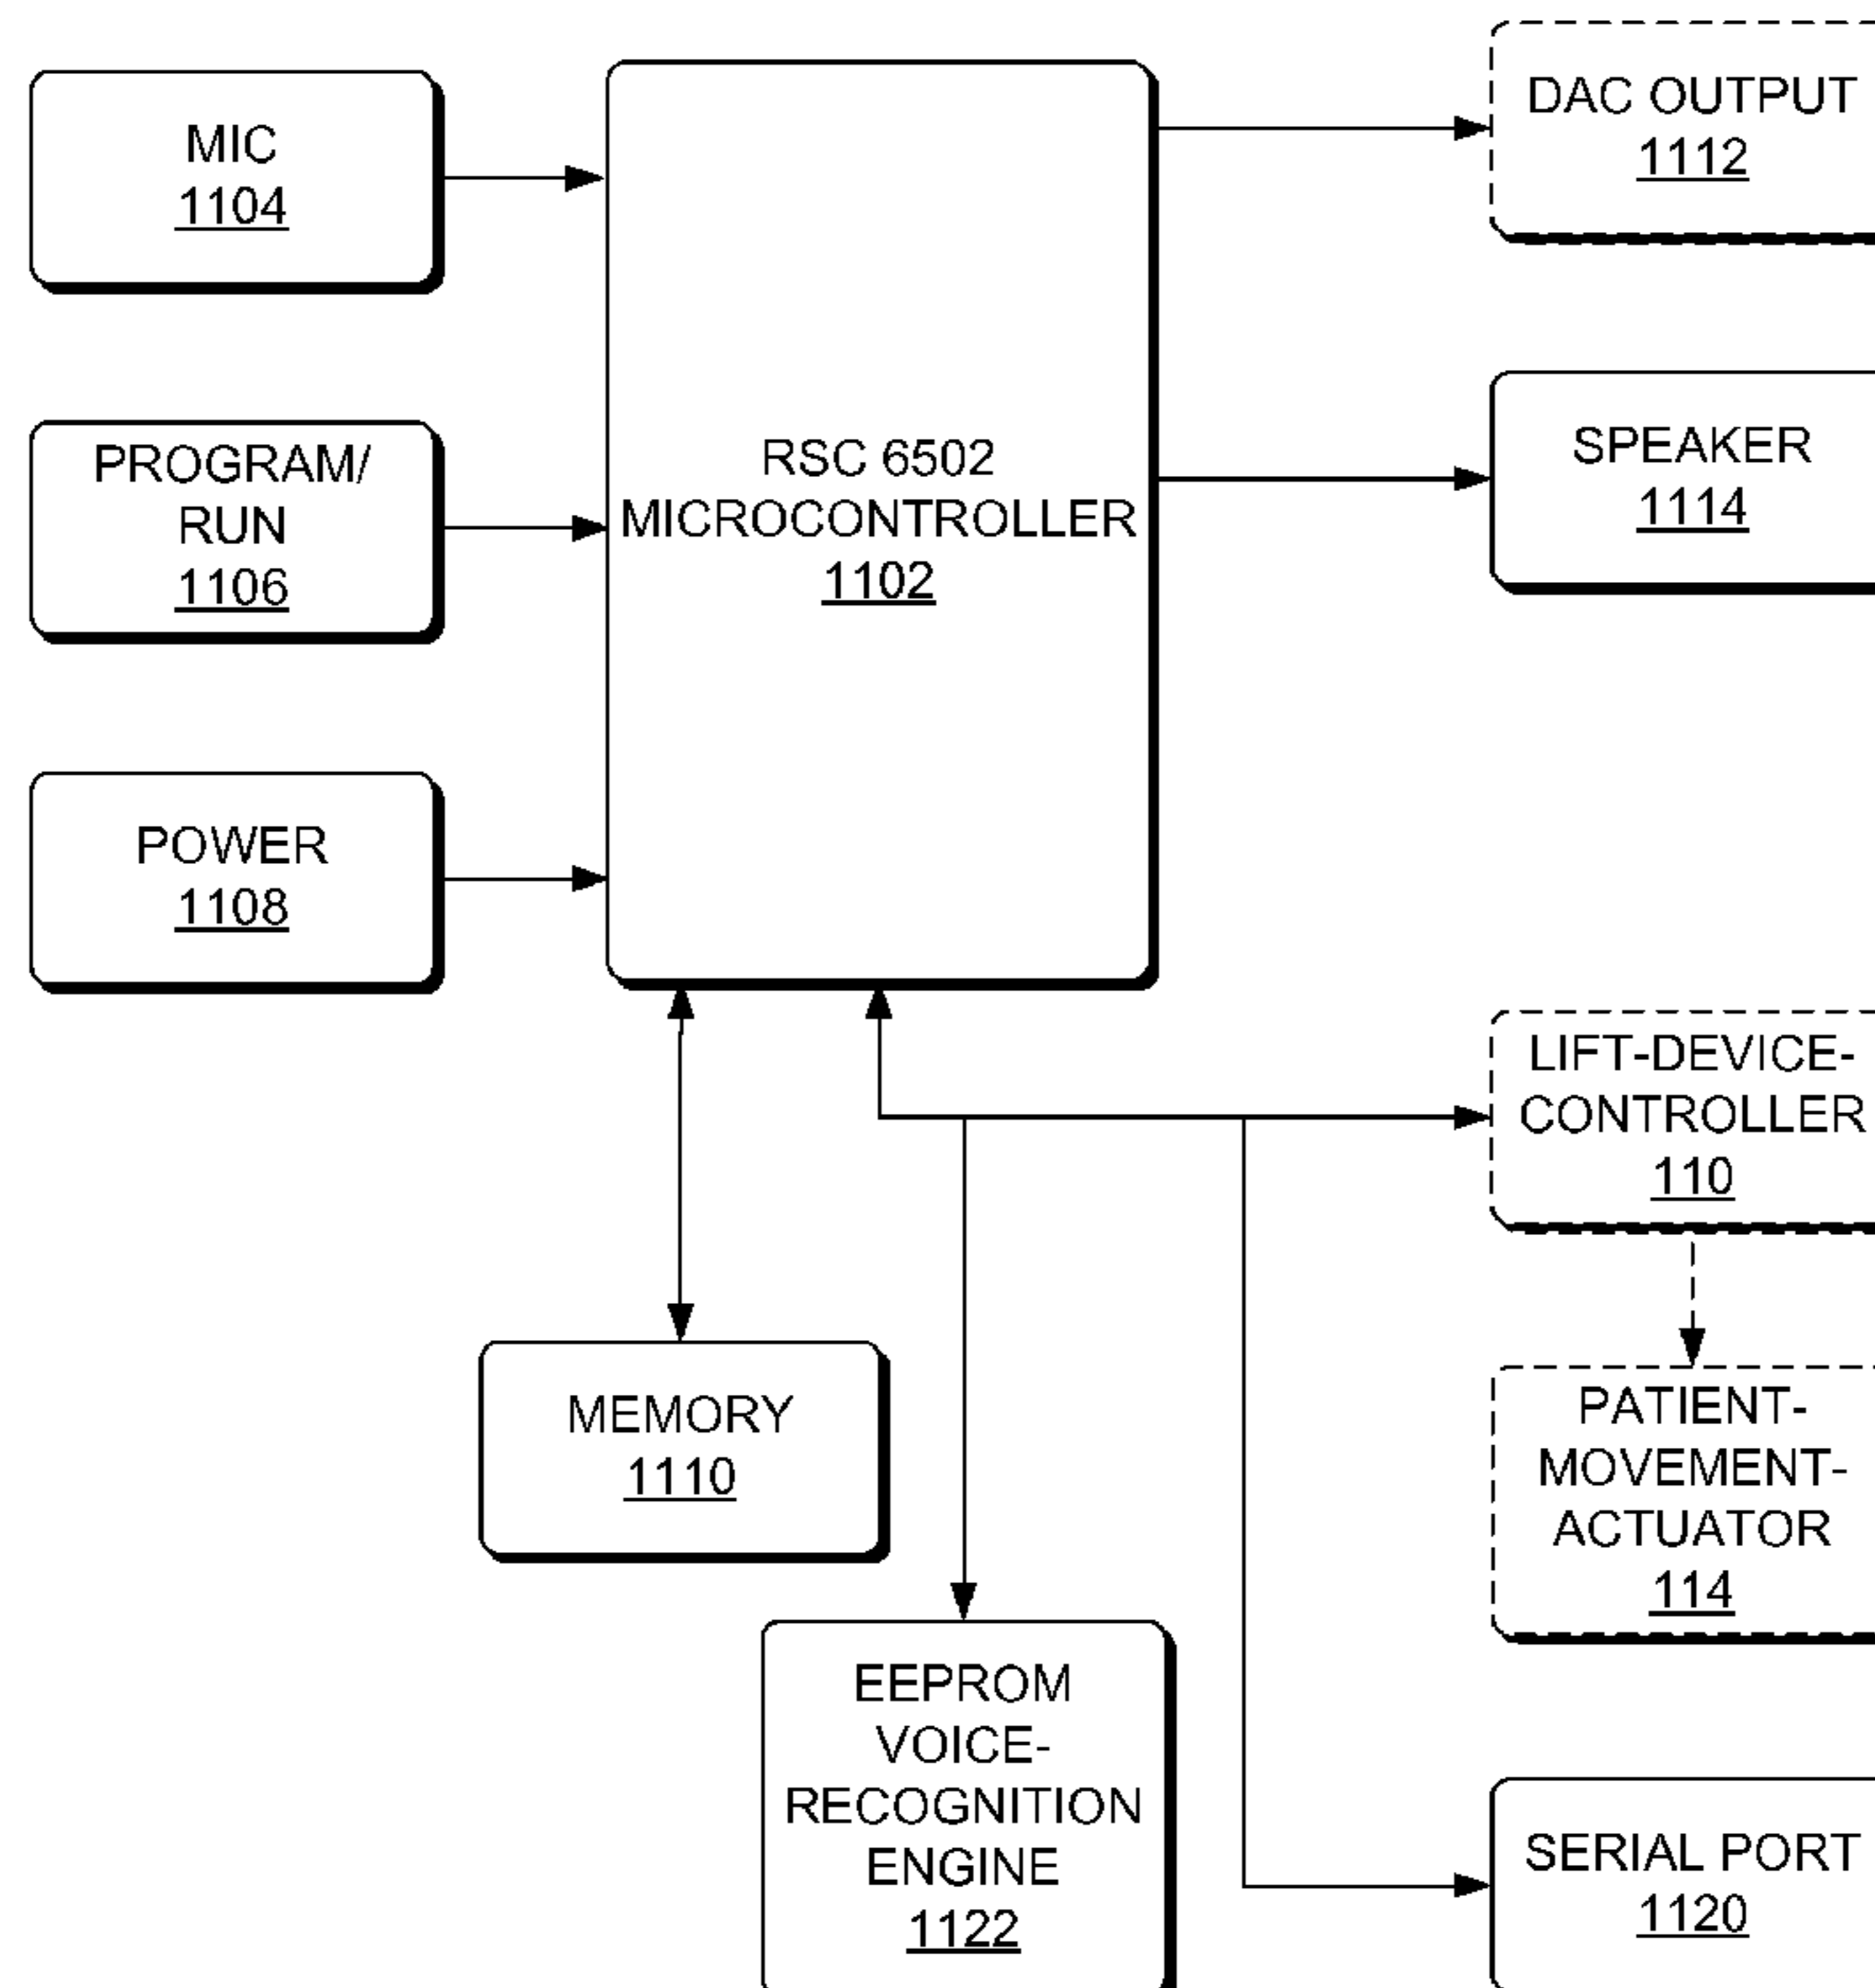 MIC
1104
PROGRAM/
RUN
1106
POWER
1108
RSC 6502
MICROCONTROLLER
1102
DAC OUTPUT
1112
SPEAKER
1114
LIFT-DEVICE-
CONTROLLER
110
PATIENT-
MOVEMENT-
ACTUATOR
114
MEMORY
1110
EEPROM
VOICE-
RECOGNITION
ENGINE
1122
SERIAL PORT
1120